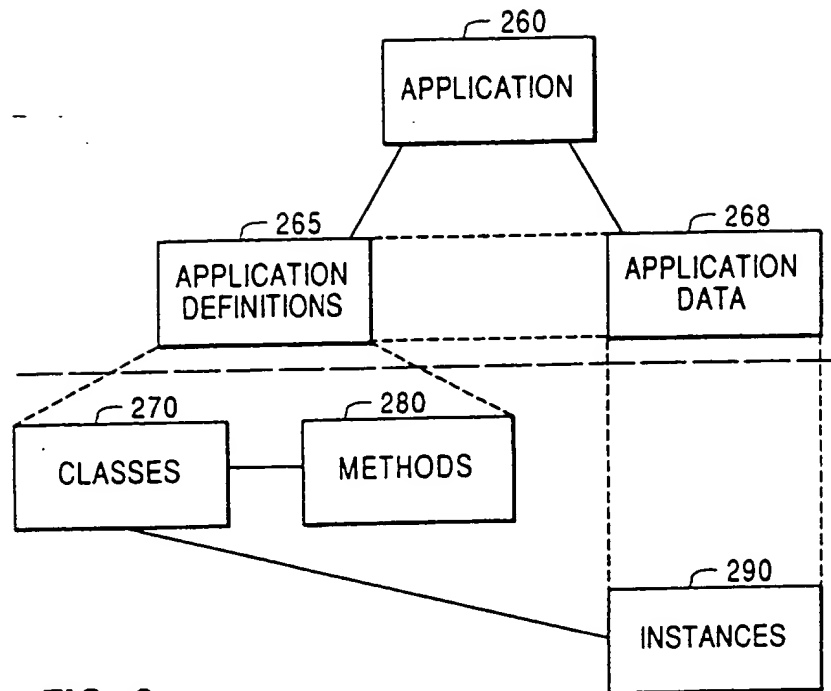 260
APPLICATION
265
APPLICATION
DEFINITIONS
268
APPLICATION
DATA
270
CLASSES
280
METHODS
290
INSTANCES